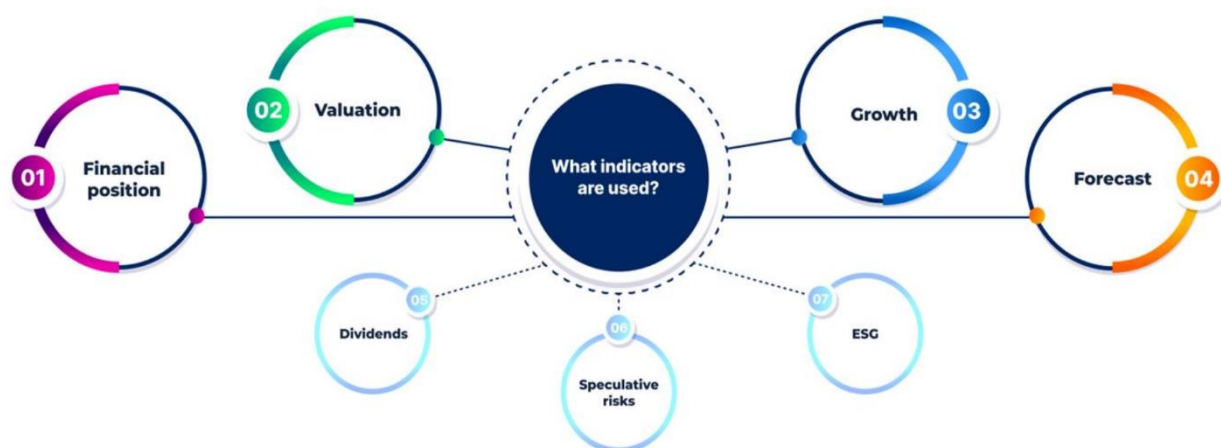 01
Financial
position
02
Valuation
What indicators
are used?
Growth
03
Forecast
04
05
Dividends
06
Speculative
risks
07
ESG